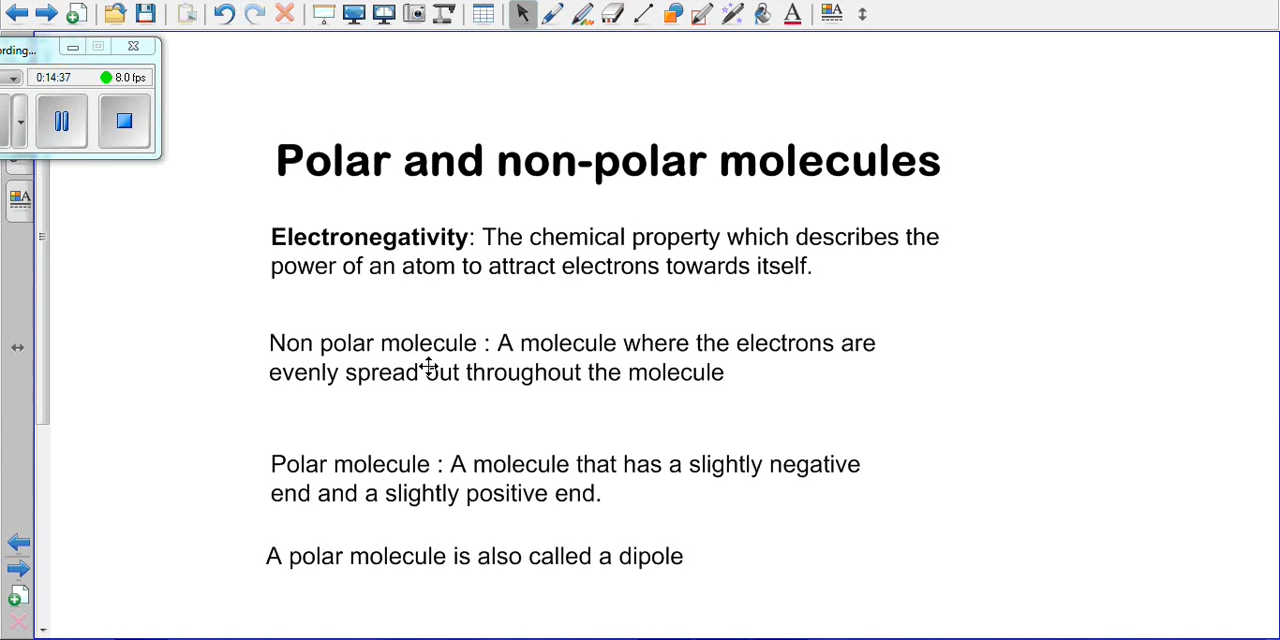 rding...
0:14:37
8.0 fps
Polar and non-polar molecules
Electronegativity: The chemical property which describes the
power of an atom to attract electrons towards itself.
Non polar molecule : A molecule where the electrons are
evenly spread out throughout the molecule
Polar molecule : A molecule that has a slightly negative
end and a slightly positive end.
A polar molecule is also called a dipole